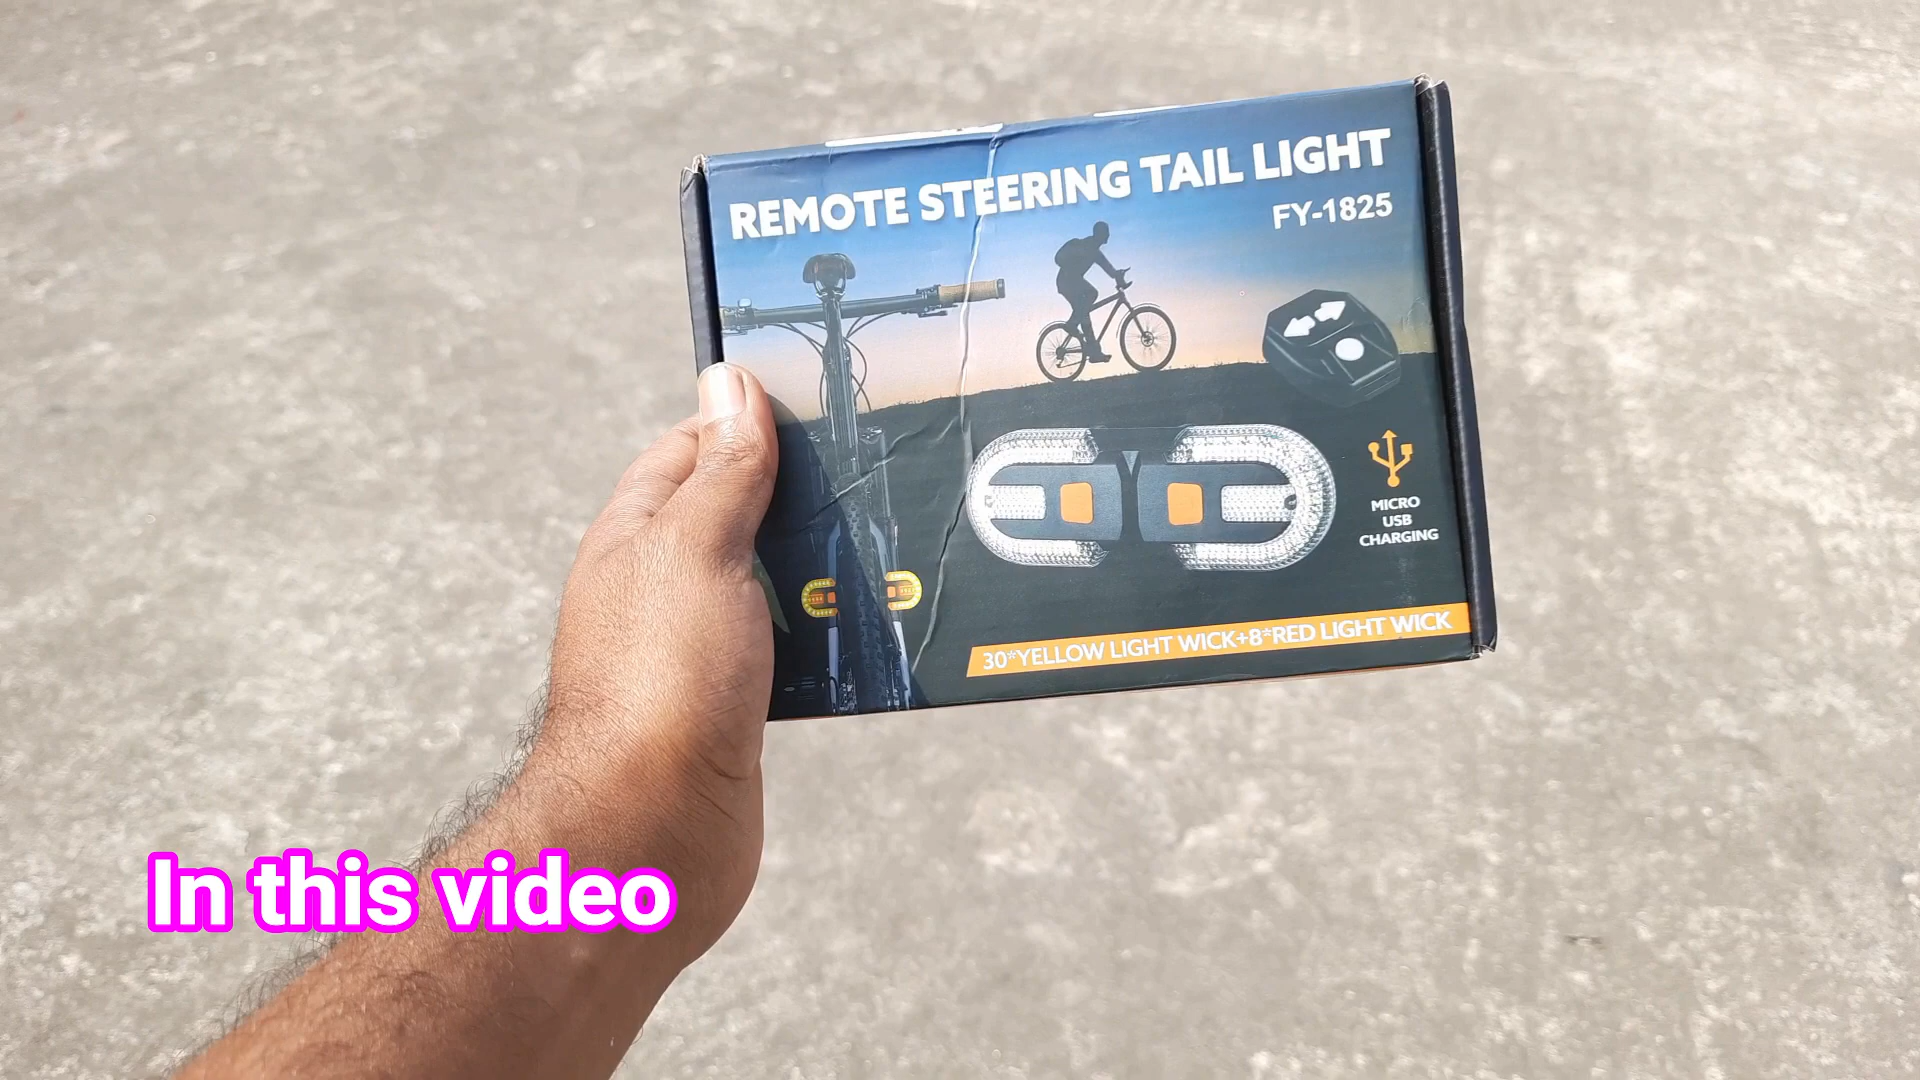 REMOTE STEERING TAIL LIGHT
FY-1825
MICRO
USB
CHARGING
30*YELLOW LIGHT WICK+8*RED LIGHT WICK
In this video